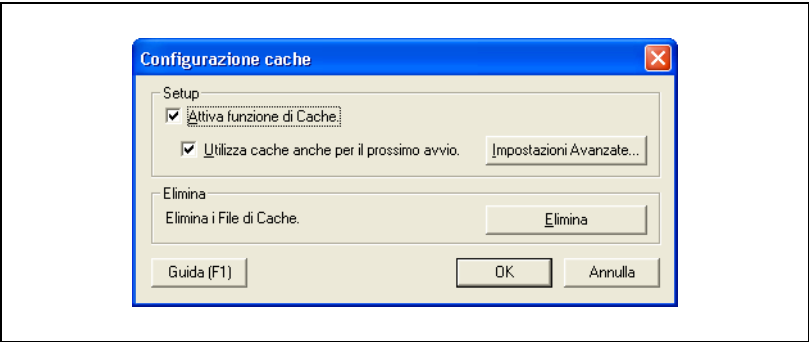 Configurazione cache
Setup
Attiva funzione di Cache.
Utilizza cache anche per il prossimo avvio.
Impostazioni Avanzate...
Elimina
Elimina i File di Cache.
Elimina
Guida (F1)
OK
Annulla